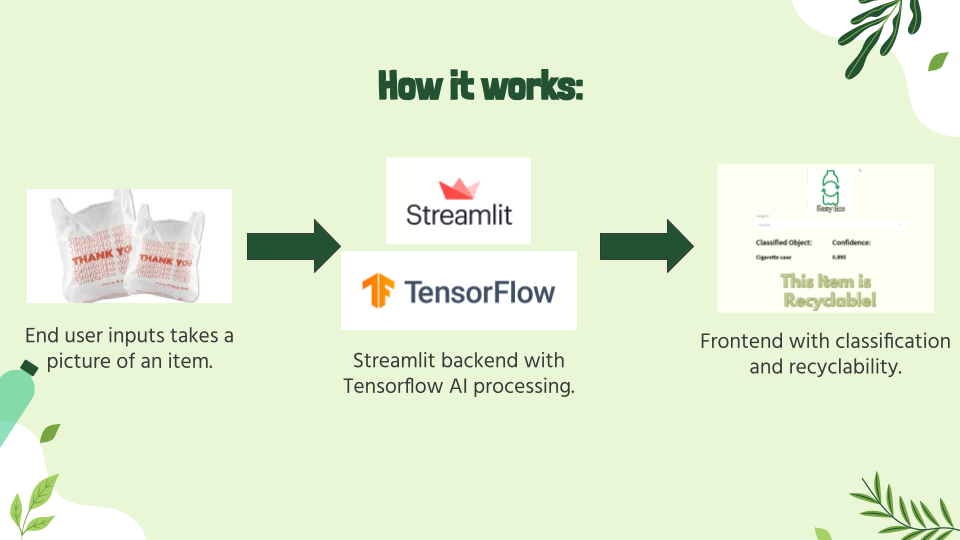 How it works:
THANK YOU
THANK YOU
Streamlit
TensorFlow
Easy Eco
Classified Object:
Confidence:
Cigarette case
0.895
This Item is
Recyclable!
End user inputs takes a
picture of an item.
Streamlit backend with
Tensorflow AI processing.
Frontend with classification
and recyclability.